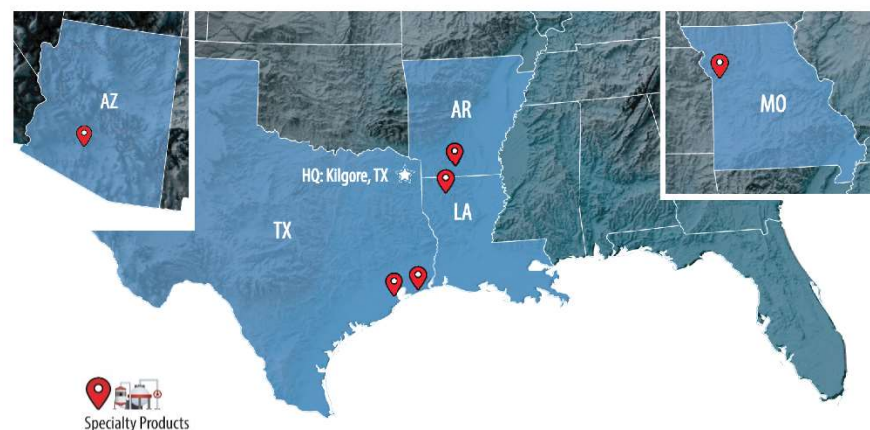 AZ
AR
MO
HQ: Kilgore, TX
LA
TX
Specialty Products